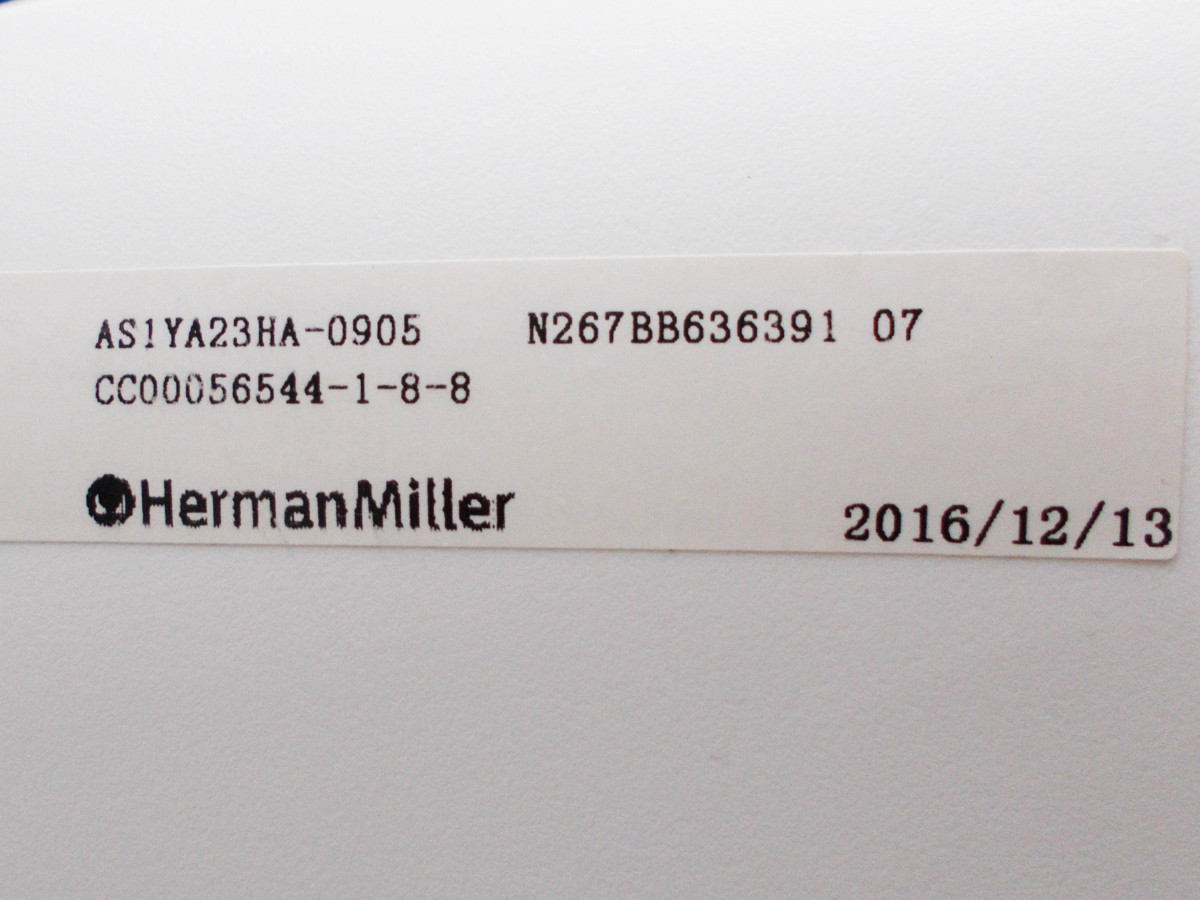 AS1YA23HA-0905 N267BB636391 07
CC00056544-1-8-8
HermanMiller 2016/12/13